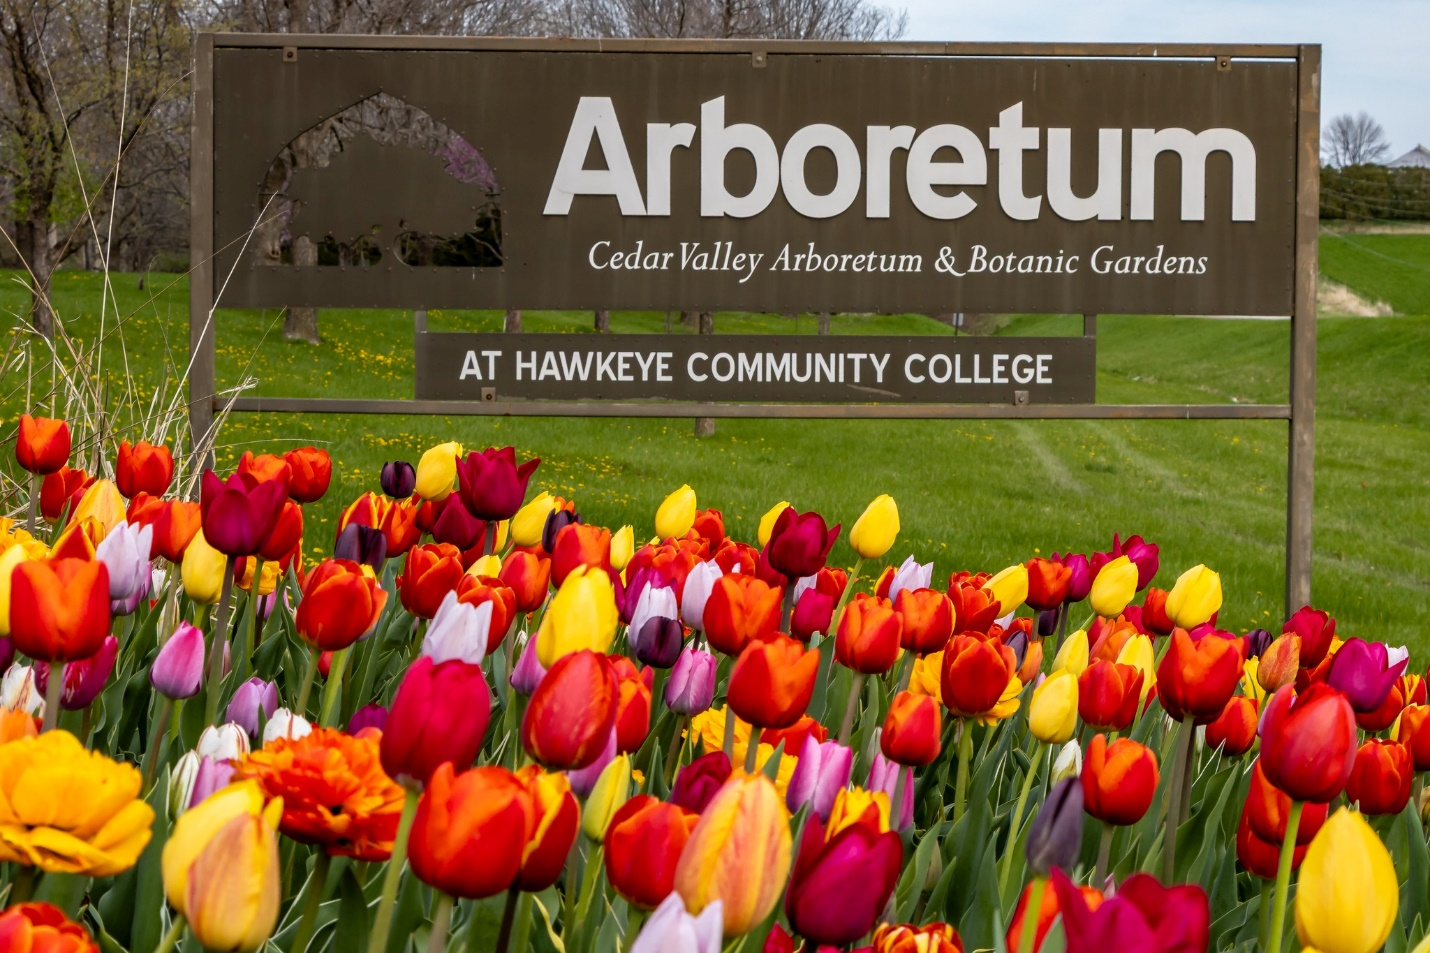 Arboretum
Cedar Valley Arboretum & Botanic Gardens
AT HAWKEYE COMMUNITY COLLEGE